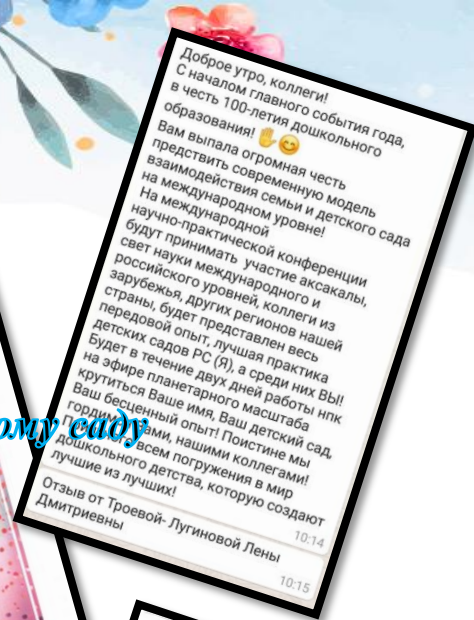 Доброе утро, коллеги!
С началом главного события года,
в честь 100-летия дошкольного
образования! ✋😊
Вам выпала огромная честь
предствить современную модель
взаимодействия семьи и детского сада
на международном уровне!
На международной
научно-практической конференции
будут принимать участие аксакалы,
свет науки международного и
российского уровней, коллеги из
зарубежья, других регионов нашей
страны, будет представлен весь
передовой опыт, лучшая практика
детских садов РС (Я), а среди них ВЫ!
Будет в течение двух дней работы нпк
на эфире планетарного масштаба
крутиться Ваше имя, Ваш детский сад,
Ваш бесценный опыт! Поистине мы
нашими коллегами!
всем погружения в мир
дошкольного детства, которую создают
лучшие из лучших!
10:14
Отзыв от Троевой- Лугиновой Лены
Дмитриевны
10:15
ому саду